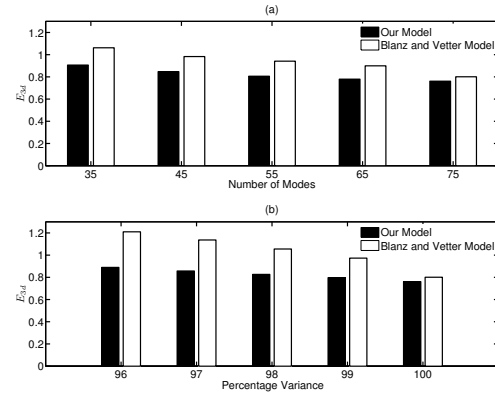 (a)
1.2
1
0.8
0.6
0.4
0.2
0
E3d
Our Model
Blanz and Vetter Model
35 45 55 65 75
Number of Modes
(b)
1.2
1
0.8
0.6
0.4
0.2
0
E3d
Our Model
Blanz and Vetter Model
96 97 98 99 100
Percentage Variance